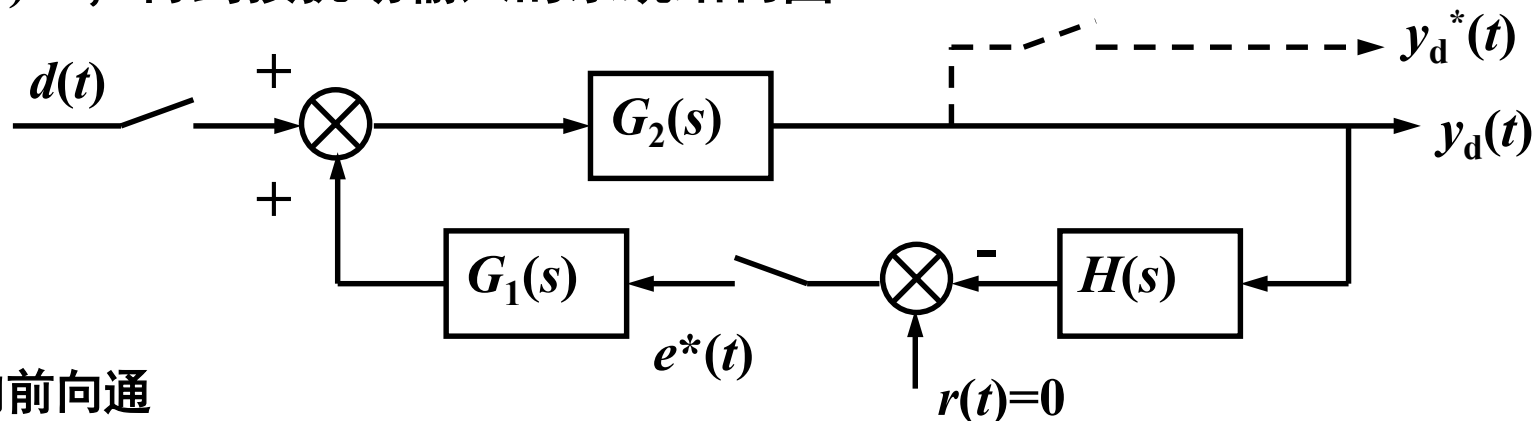 y_d*(t)
d(t)
+
G₂(s)
y_d(t)
+
G₁(s)
-
H(s)
e*(t)
r(t)=0
前向通